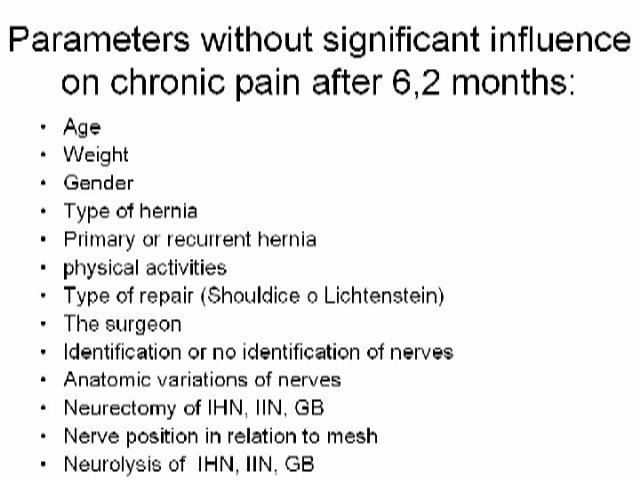 Parameters without significant influence
on chronic pain after 6,2 months:
• Age
• Weight
• Gender
• Type of hernia
• Primary or recurrent hernia
• physical activities
• Type of repair (Shouldice o Lichtenstein)
• The surgeon
• Identification or no identification of nerves
• Anatomic variations of nerves
• Neurectomy of IHN, IIN, GB
• Nerve position in relation to mesh
• Neurolysis of IHN, IIN, GB